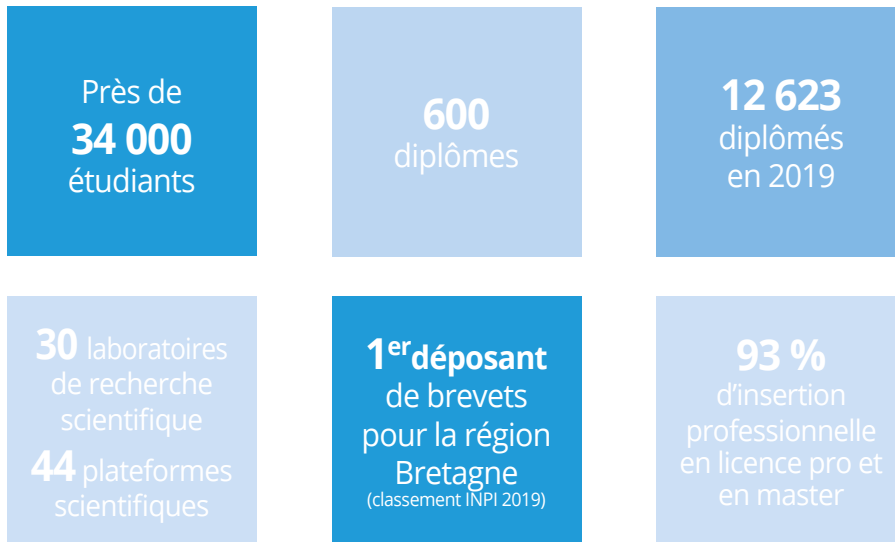 Près de
34 000
étudiants
600
diplômes
12 623
diplômés
en 2019
30 laboratoires
de recherche
scientifique
44 plateformes
scientifiques
1er déposant
de brevets
pour la région
Bretagne
(classement INPI 2019)
93 %
d’insertion
professionnelle
en licence pro et
en master